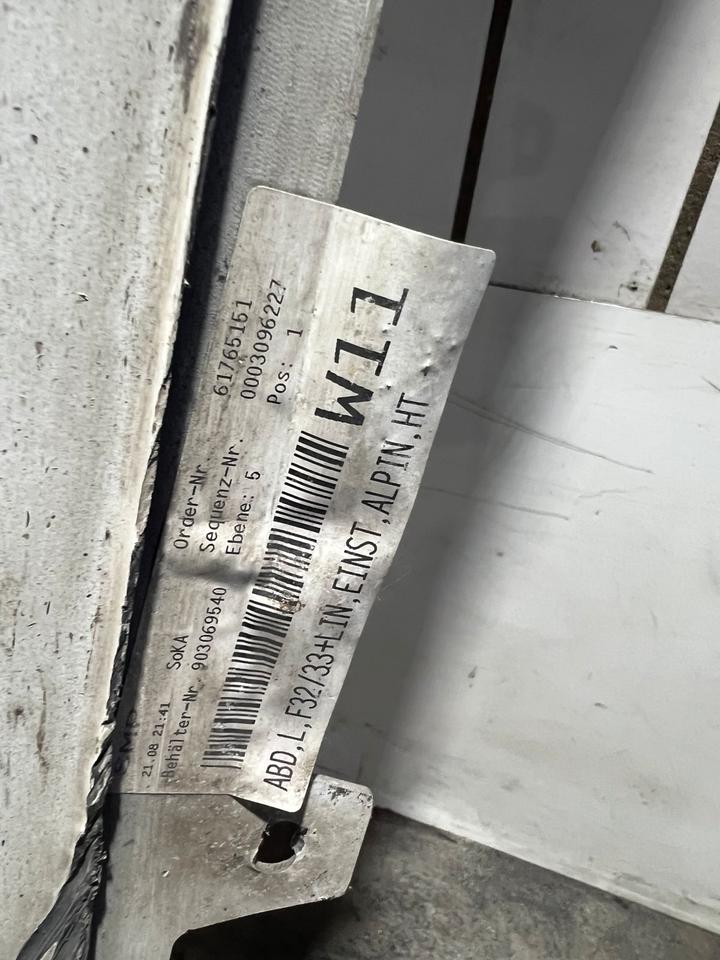 21.08 21:41 SoKA Order-Nr. 61765151
Behälter-Nr. 903069540 Sequenz-Nr. 0003096227
Ebene: 5 Pos: 1
W11
ABD,L,F32/33+LIN,EINST,ALPIN,HT